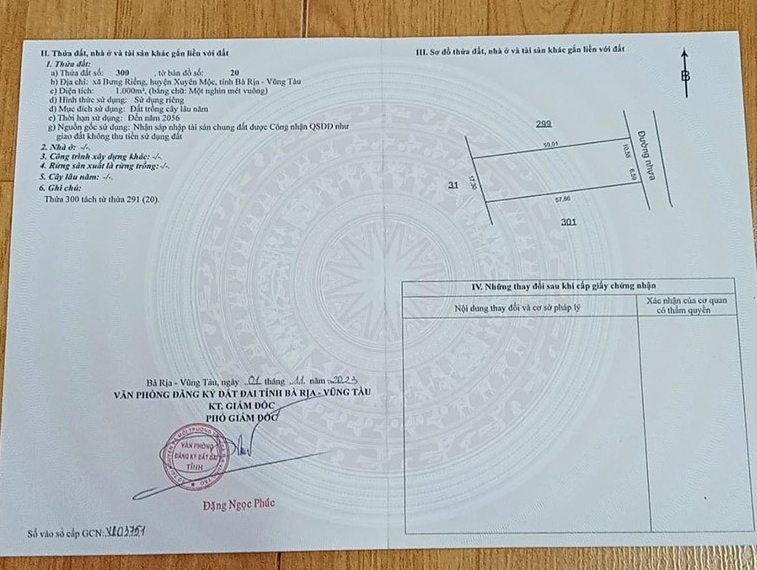 II. Thửa đất, nhà ở và tài sản khác gắn liền với đất
1. Thửa đất:
a) Thửa đất số: 300 , tờ bản đồ số: 20
b) Địa chỉ: xã Bưng Riềng, huyện Xuyên Mộc, tỉnh Bà Rịa - Vũng Tàu
c) Diện tích: 1.000m², (bằng chữ: Một nghìn mét vuông)
d) Hình thức sử dụng: Sử dụng riêng
đ) Mục đích sử dụng: Đất trồng cây lâu năm
e) Thời hạn sử dụng: Đến năm 2056
g) Nguồn gốc sử dụng: Nhận sáp nhập tài sản chung đất được Công nhận QSDĐ như
giao đất không thu tiền sử dụng đất
2. Nhà ở: -/-.
3. Công trình xây dựng khác: -/-.
4. Rừng sản xuất là rừng trồng: -/-.
5. Cây lâu năm: -/-.
6. Ghi chú:
Thửa 300 tách từ thửa 291 (20).
Bà Rịa - Vũng Tàu, ngày 01 tháng 11 năm 2023
VĂN PHÒNG ĐĂNG KÝ ĐẤT ĐAI TỈNH BÀ RỊA - VŨNG TÀU
KT. GIÁM ĐỐC
PHÓ GIÁM ĐỐC
VĂN PHÒNG
ĐĂNG KÝ ĐẤT ĐAI
TỈNH
Đặng Ngọc Phúc
Số vào sổ cấp GCN:
III. Sơ đồ thửa đất, nhà ở và tài sản khác gắn liền với đất
B
299
59,01
10,58
Đường nhựa
31
17,30
6,58
57,66
301
IV. Những thay đổi sau khi cấp giấy chứng nhận
Nội dung thay đổi và cơ sở pháp lý
Xác nhận của cơ quan
có thẩm quyền